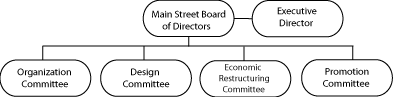 Main Street Board
of Directors
Executive
Director
Organization
Committee
Design
Committee
Economic
Restructuring
Committee
Promotion
Committee